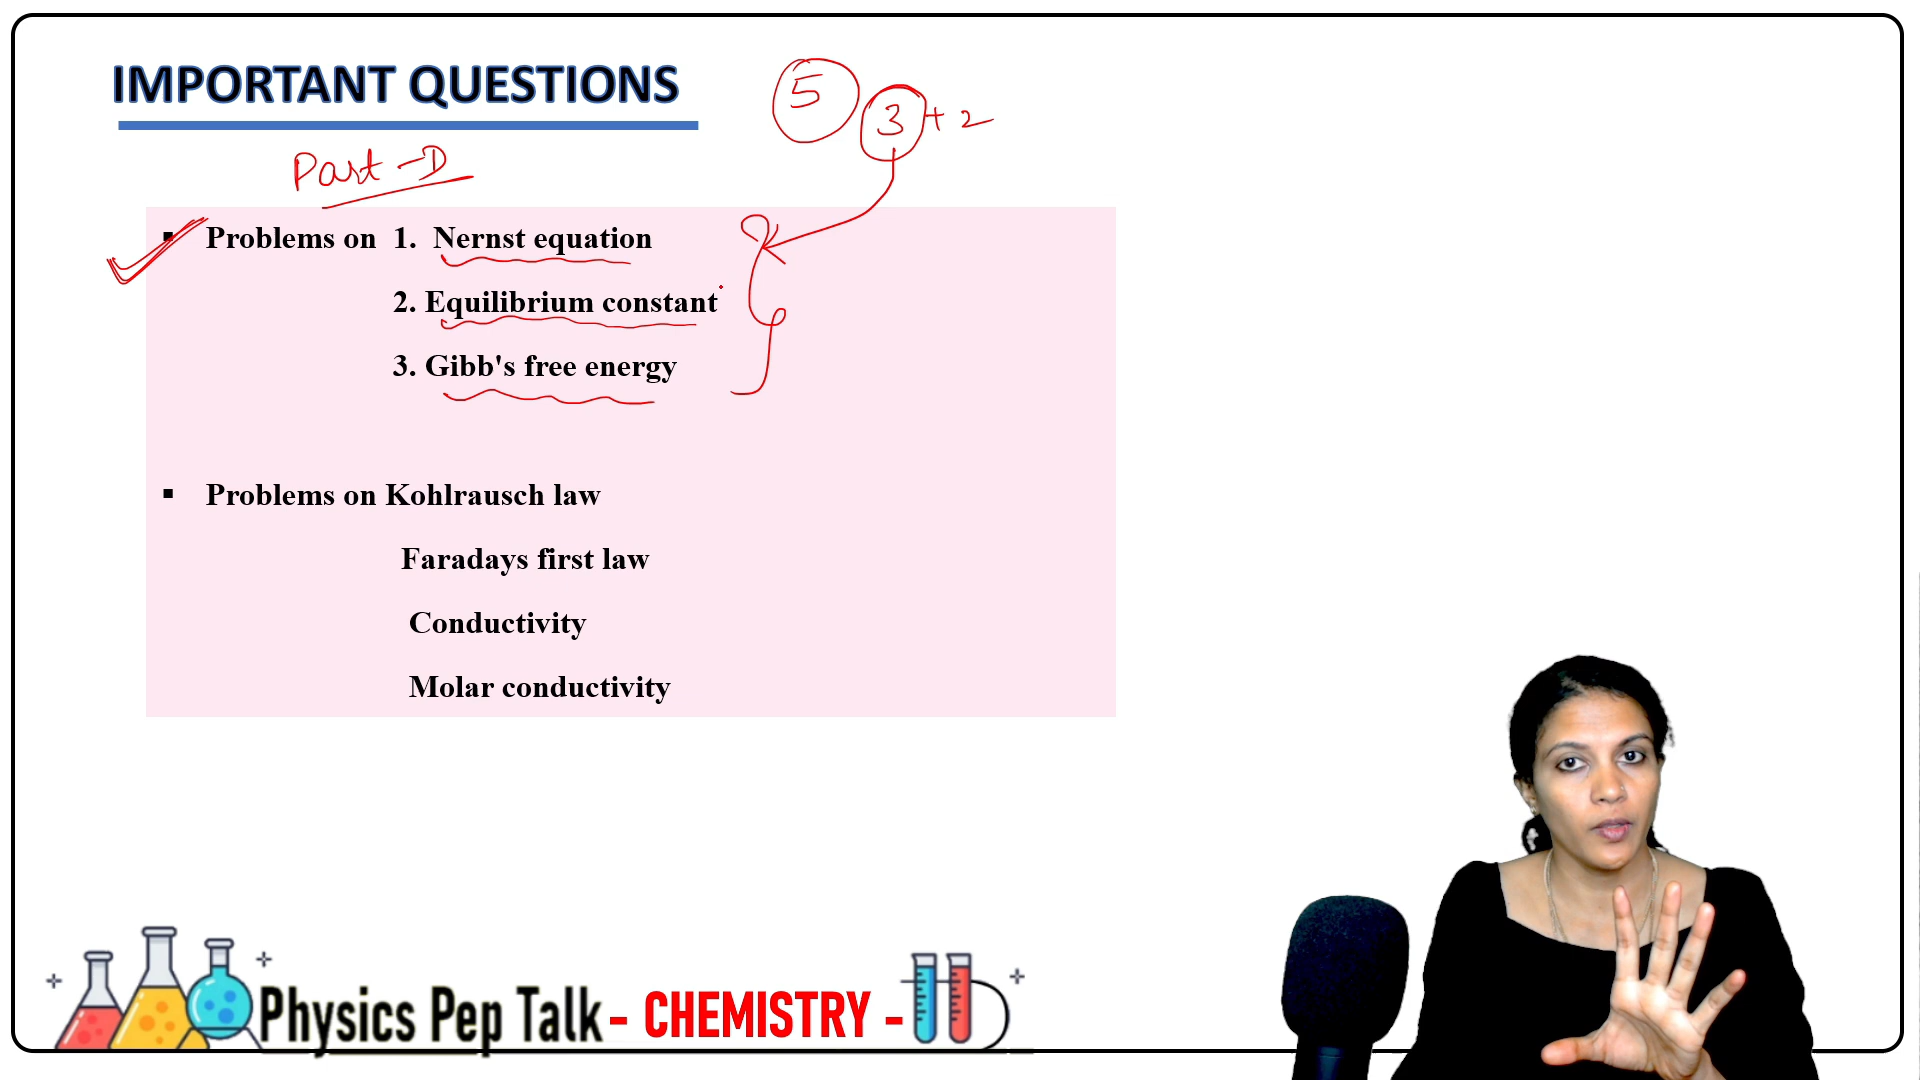 IMPORTANT QUESTIONS
5
3 + 2
Part - D
▪ Problems on 1. Nernst equation
2. Equilibrium constant
3. Gibb's free energy
▪ Problems on Kohlrausch law
Faradays first law
Conductivity
Molar conductivity
Physics Pep Talk - CHEMISTRY -